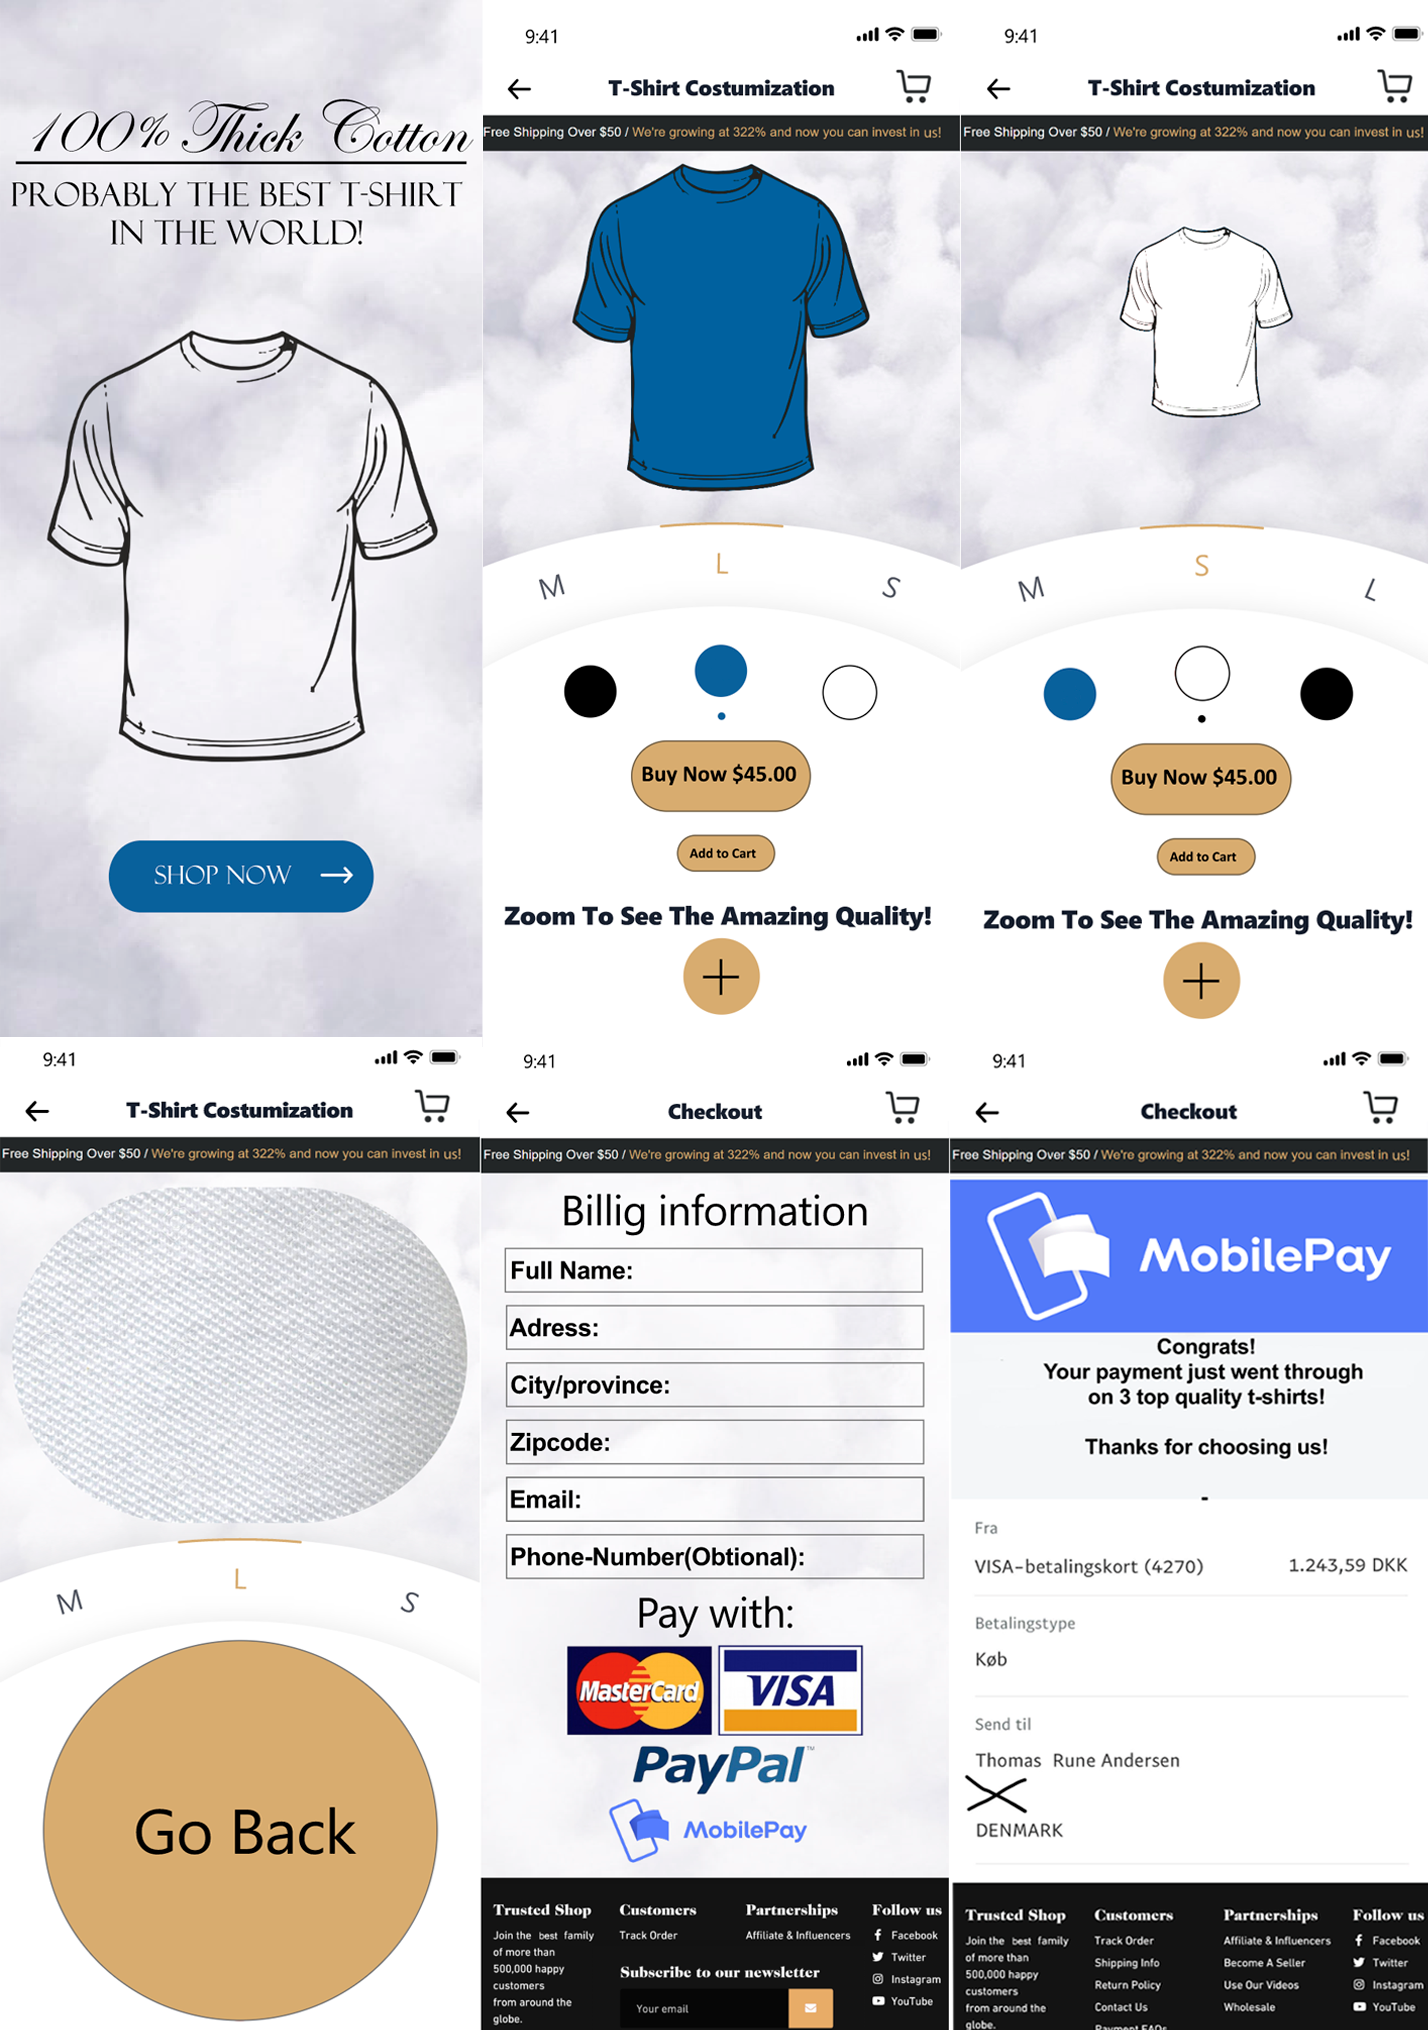 100% Thick Cotton
PROBABLY THE BEST T-SHIRT
IN THE WORLD!
SHOP NOW
9:41
T-Shirt Costumization
Free Shipping Over $50 / We're growing at 322% and now you can invest in us!
M
L
S
Buy Now $45.00
Add to Cart
Zoom To See The Amazing Quality!
9:41
T-Shirt Costumization
Free Shipping Over $50 / We're growing at 322% and now you can invest in us!
M
S
L
Buy Now $45.00
Add to Cart
Zoom To See The Amazing Quality!
9:41
T-Shirt Costumization
Free Shipping Over $50 / We're growing at 322% and now you can invest in us!
M
L
S
Go Back
9:41
Checkout
Free Shipping Over $50 / We're growing at 322% and now you can invest in us!
Billig information
Full Name:
Adress:
City/province:
Zipcode:
Email:
Phone-Number(Obtional):
Pay with:
MasterCard
VISA
PayPal™
MobilePay
Trusted Shop
Join the best family
of more than
500,000 happy
customers
from around the
globe.
Customers
Track Order
Partnerships
Affiliate & Influencers
Subscribe to our newsletter
Your email
Follow us
Facebook
Twitter
Instagram
YouTube
9:41
Checkout
Free Shipping Over $50 / We're growing at 322% and now you can invest in us!
MobilePay
Congrats!
Your payment just went through
on 3 top quality t-shirts!
Thanks for choosing us!
-
Fra
VISA-betalingskort (4270) 1.243,59 DKK
Betalingstype
Køb
Send til
Thomas Rune Andersen
DENMARK
Trusted Shop
Join the best family
of more than
500,000 happy
customers
from around the
globe.
Customers
Track Order
Shipping Info
Return Policy
Contact Us
Payment FAQs
Partnerships
Affiliate & Influencers
Become A Seller
Use Our Videos
Wholesale
Follow us
Facebook
Twitter
Instagram
YouTube